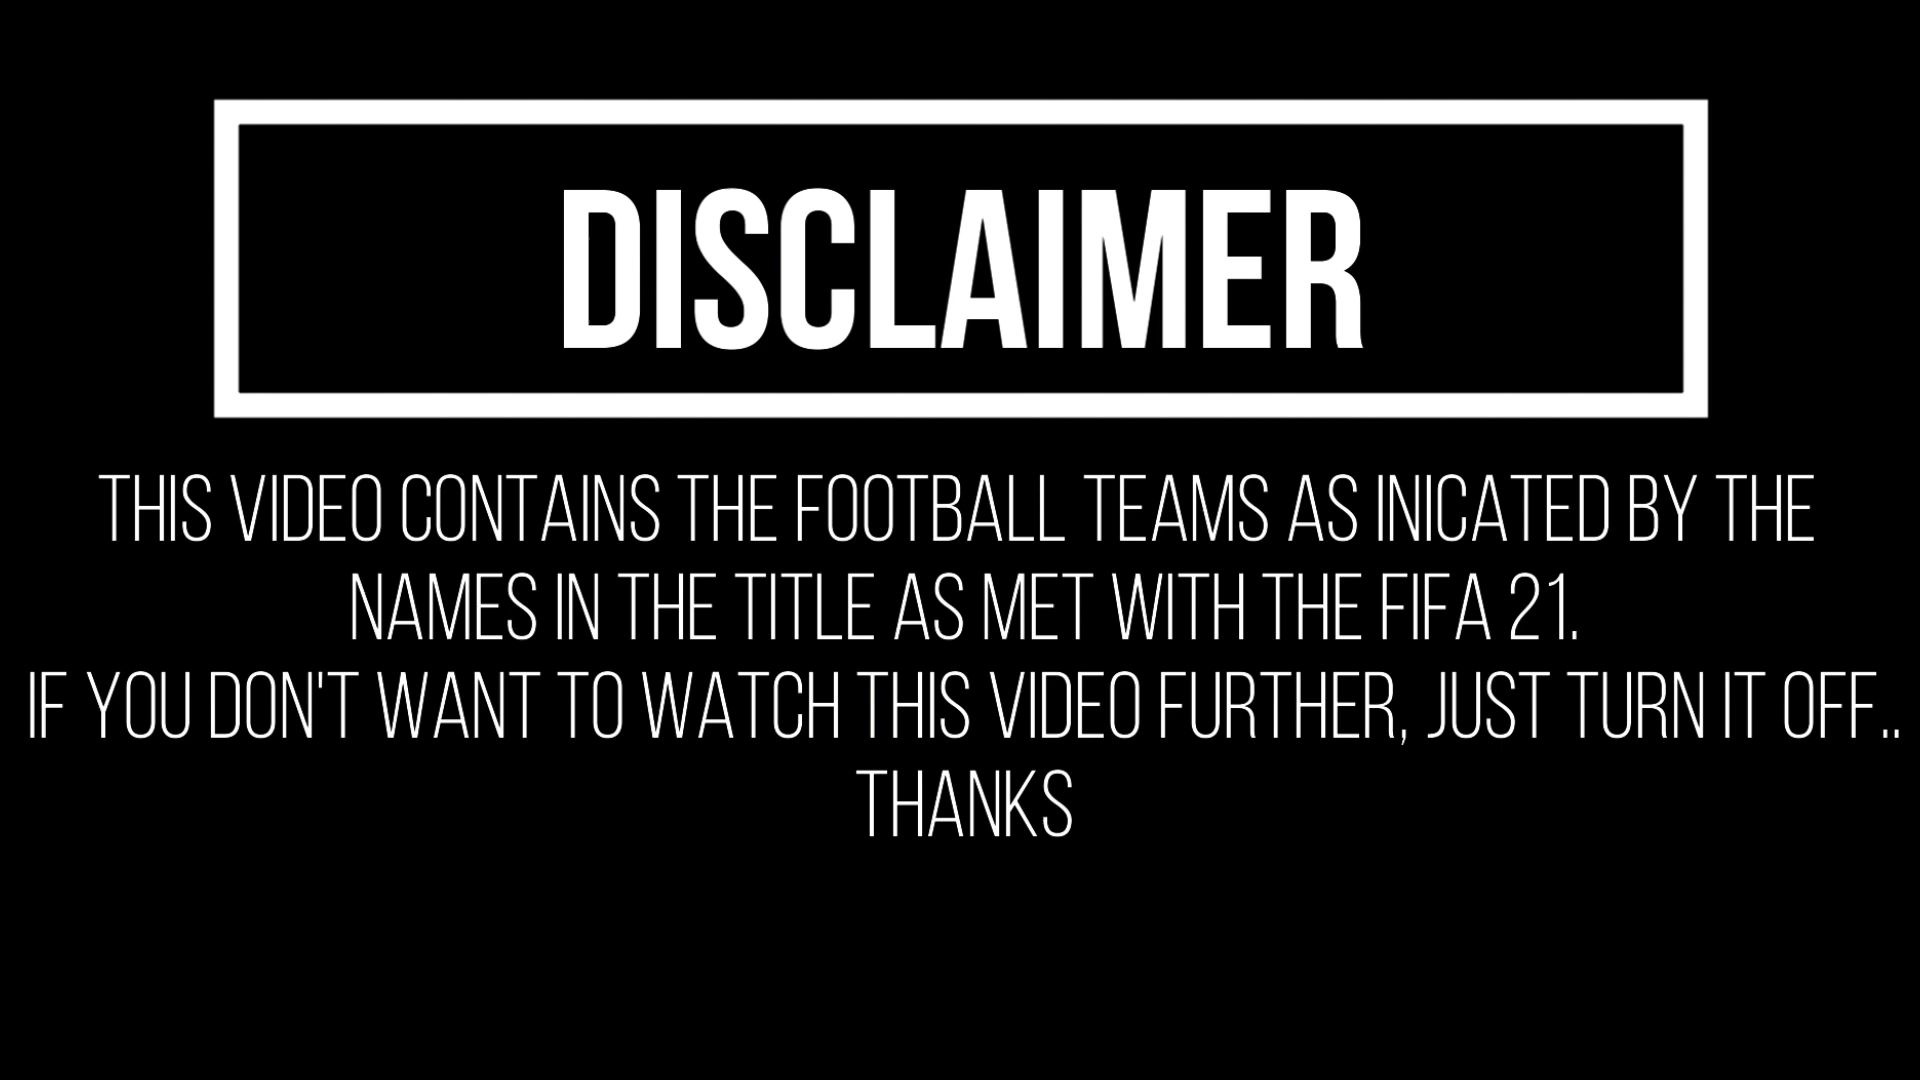 DISCLAIMER
THIS VIDEO CONTAINS THE FOOTBALL TEAMS AS INICATED BY THE
NAMES IN THE TITLE AS MET WITH THE FIFA 21.
IF YOU DON'T WANT TO WATCH THIS VIDEO FURTHER, JUST TURN IT OFF..
THANKS